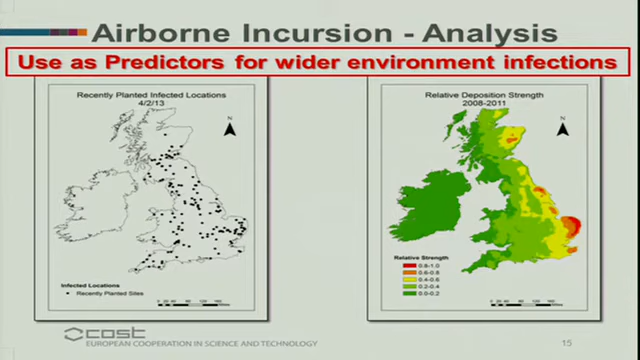 Airborne Incursion - Analysis
Use as Predictors for wider environment infections
Recently Planted Infected Locations
4/2/13
N
Infected Locations
Recently Planted Sites
Relative Deposition Strength
2008-2011
N
Relative Strength
0.8-1.0
0.6-0.8
0.4-0.6
0.2-0.4
0.0-0.2
cost
EUROPEAN COOPERATION IN SCIENCE AND TECHNOLOGY
15